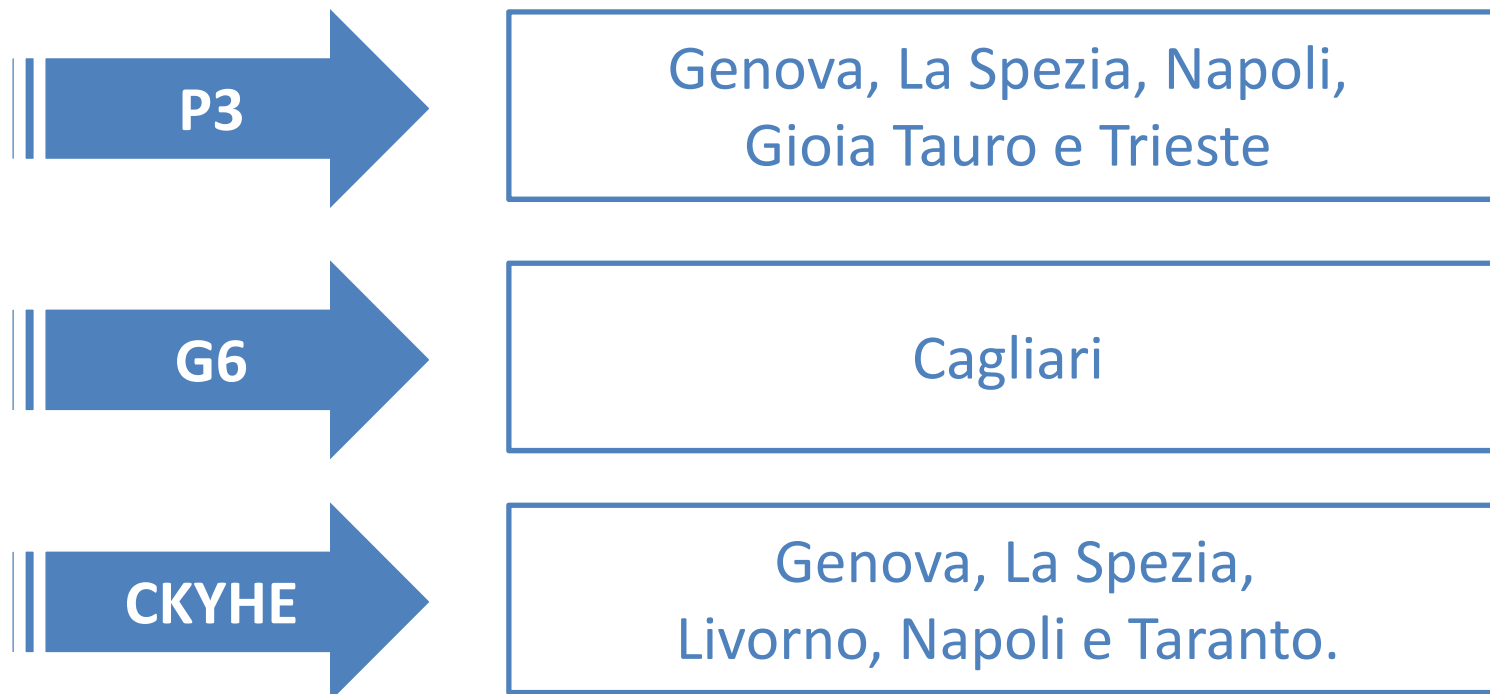 P3
Genova, La Spezia, Napoli,
Gioia Tauro e Trieste
G6
Cagliari
CKYHE
Genova, La Spezia,
Livorno, Napoli e Taranto.